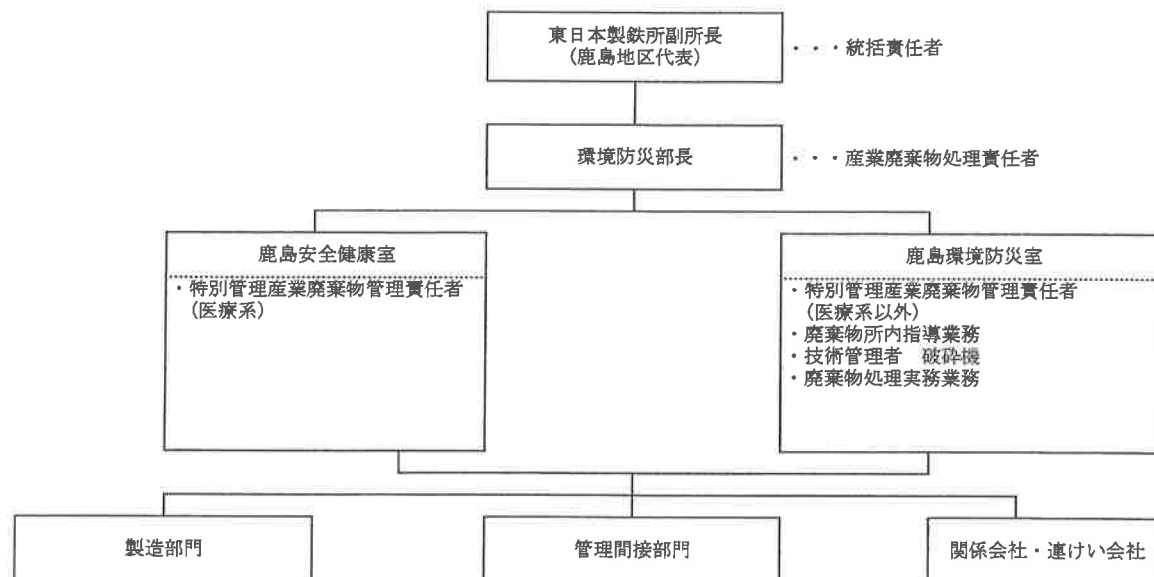 東日本製鉄所副所長
(鹿島地区代表)
・・・統括責任者
環境防災部長
・・・産業廃棄物処理責任者
鹿島安全健康室
・特別管理産業廃棄物管理責任者
(医療系)
鹿島環境防災室
・特別管理産業廃棄物管理責任者
(医療系以外)
・廃棄物所内指導業務
・技術管理者 破砕機
・廃棄物処理実務業務
製造部門
管理間接部門
関係会社・連けい会社